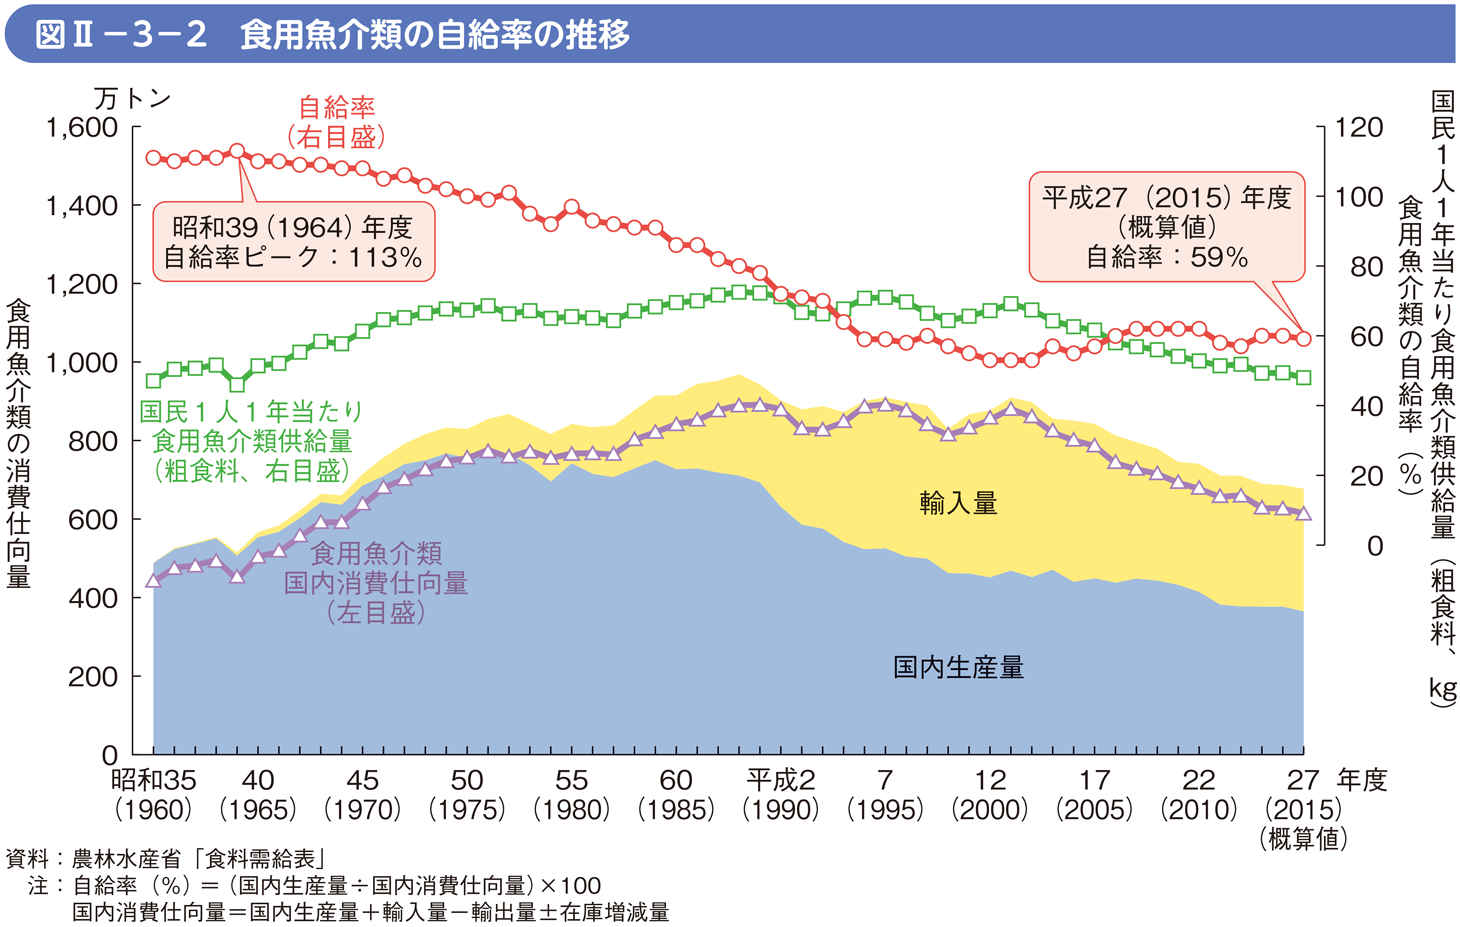 図Ⅱ－3－2　食用魚介類の自給率の推移
万トン
1,600
1,400
1,200
1,000
800
600
400
200
0
食用魚介類の消費仕向量
自給率
（右目盛）
昭和39（1964）年度
自給率ピーク：113％
平成27（2015）年度
（概算値）
自給率：59％
国民１人１年当たり
食用魚介類供給量
（粗食料、右目盛）
食用魚介類
国内消費仕向量
（左目盛）
輸入量
国内生産量
120
100
80
60
40
20
0
国民１人１年当たり食用魚介類供給量（粗食料、kg）
食用魚介類の自給率（％）
昭和35 40 45 50 55 60 平成2 7 12 17 22 27 年度
（1960） （1965） （1970） （1975） （1980） （1985） （1990） （1995） （2000） （2005） （2010） （2015）
（概算値）
資料：農林水産省「食料需給表」
注：自給率（％）＝（国内生産量÷国内消費仕向量）×100
国内消費仕向量＝国内生産量＋輸入量－輸出量±在庫増減量